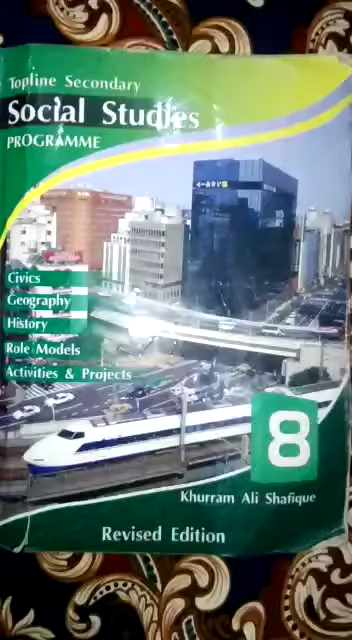 Topline Secondary
Social Studies
PROGRAMME
Civics
Geography
History
Role Models
Activities & Projects
8
Khurram Ali Shafique
Revised Edition